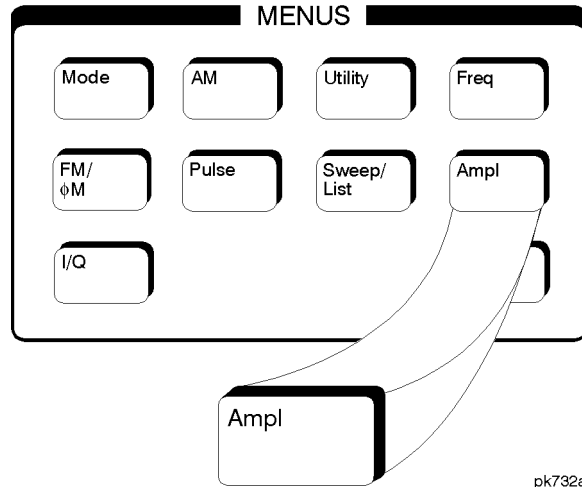 MENUS
Mode
AM
Utility
Freq
FM/
ϕM
Pulse
Sweep/
List
Ampl
I/Q
Ampl
pk732a